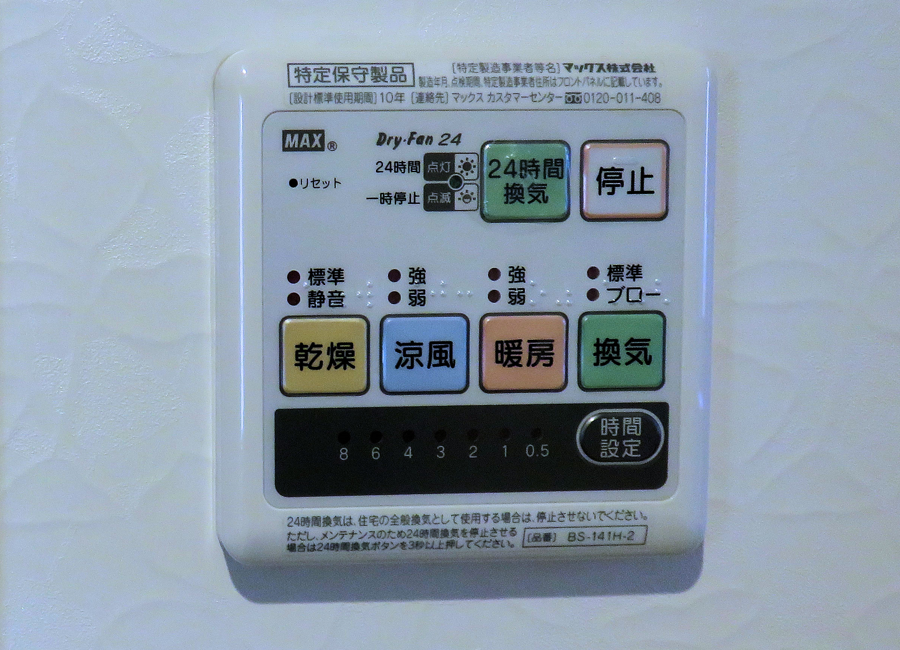 特定保守製品 [特定製造事業者等名] マックス株式会社
製造年月、点検期間、特定製造事業者住所はフロントパネルに記載しています。
[設計標準使用期間] 10年 [連絡先] マックス カスタマーセンター 0120-011-408
MAX® Dry・Fan 24
24時間 点灯
一時停止 点滅
リセット
24時間換気
停止
標準 強 強 標準
静音 弱 弱 ブロー
乾燥 涼風 暖房 換気
8 6 4 3 2 1 0.5
時間設定
24時間換気は、住宅の全般換気として使用する場合は、停止させないでください。
ただし、メンテナンスのため24時間換気を停止させる
場合は24時間換気ボタンを3秒以上押してください。
[品番] BS-141H-2